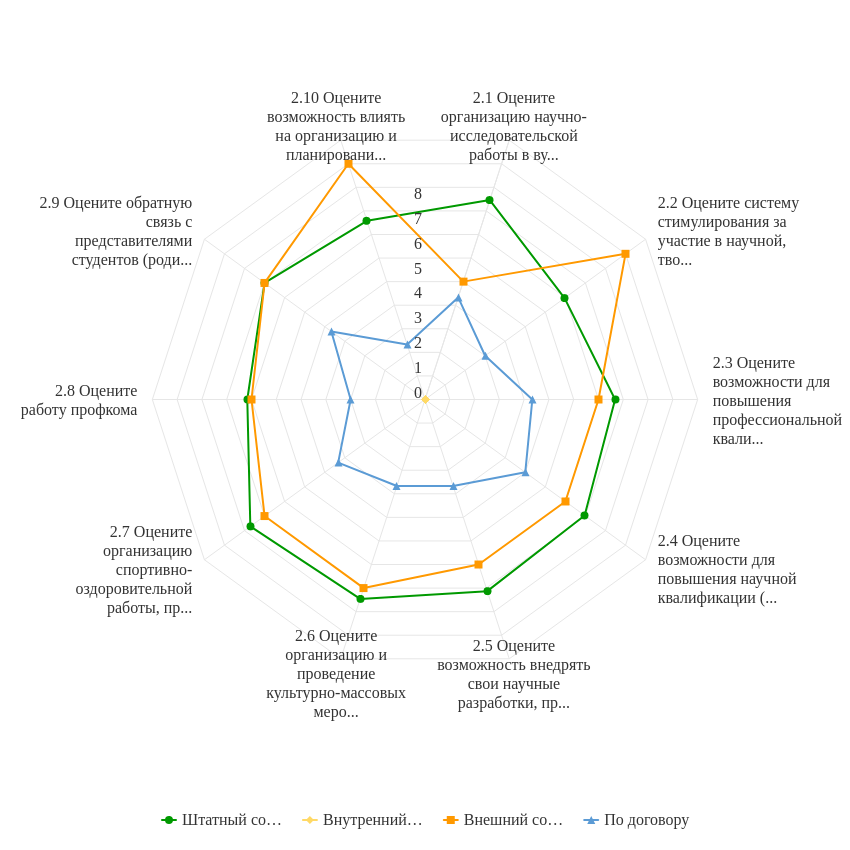 2.10 Оцените
возможность влиять
на организацию и
планировани...
2.1 Оцените
организацию научно-
исследовательской
работы в ву...
2.9 Оцените обратную
связь с
представителями
студентов (роди...
2.2 Оцените систему
стимулирования за
участие в научной,
тво...
8
7
6
5
4
3
2
1
0
2.8 Оцените
работу профкома
2.3 Оцените
возможности для
повышения
профессиональной
квали...
2.7 Оцените
организацию
спортивно-
оздоровительной
работы, пр...
2.4 Оцените
возможности для
повышения научной
квалификации (...
2.6 Оцените
организацию и
проведение
культурно-массовых
меро...
2.5 Оцените
возможность внедрять
свои научные
разработки, пр...
Штатный со… Внутренний… Внешний со… По договору